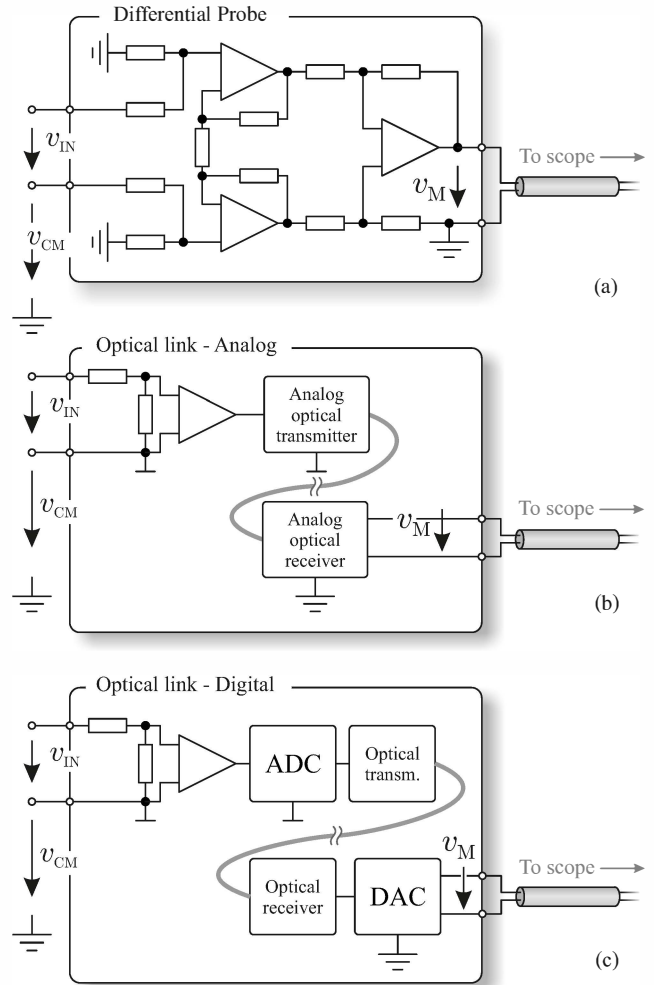 Differential Probe
v_IN
v_CM
v_M
To scope
(a)
Optical link - Analog
v_IN
Analog
optical
transmitter
v_CM
Analog
optical
receiver
v_M
To scope
(b)
Optical link - Digital
v_IN
ADC
Optical
transm.
v_CM
v_M
Optical
receiver
DAC
To scope
(c)